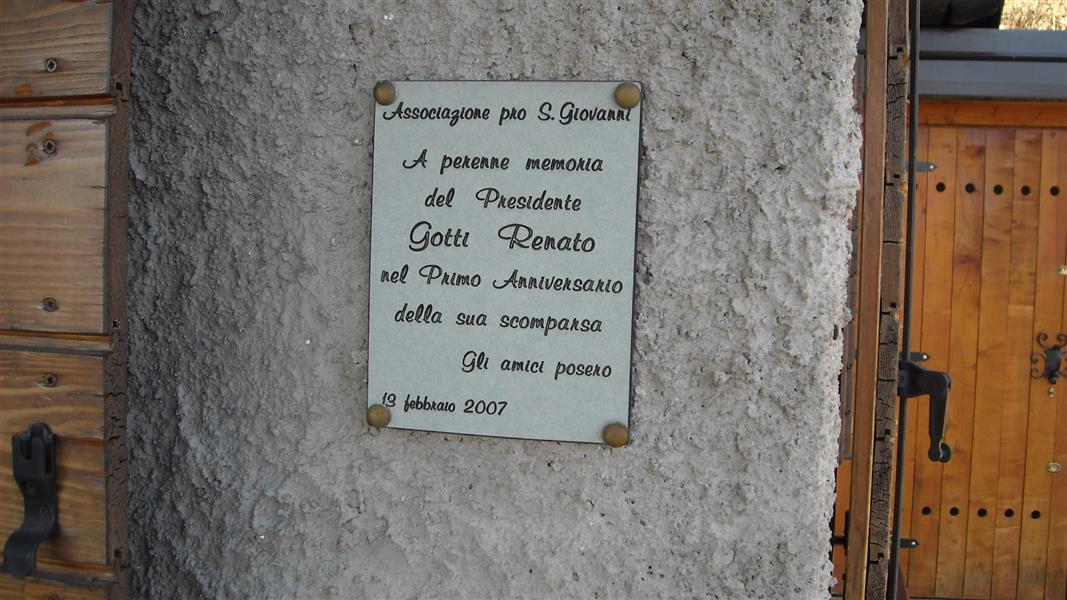 Associazione pro S. Giovanni
A perenne memoria
del Presidente
Gotti Renato
nel Primo Anniversario
della sua scomparsa
Gli amici posero
13 febbraio 2007